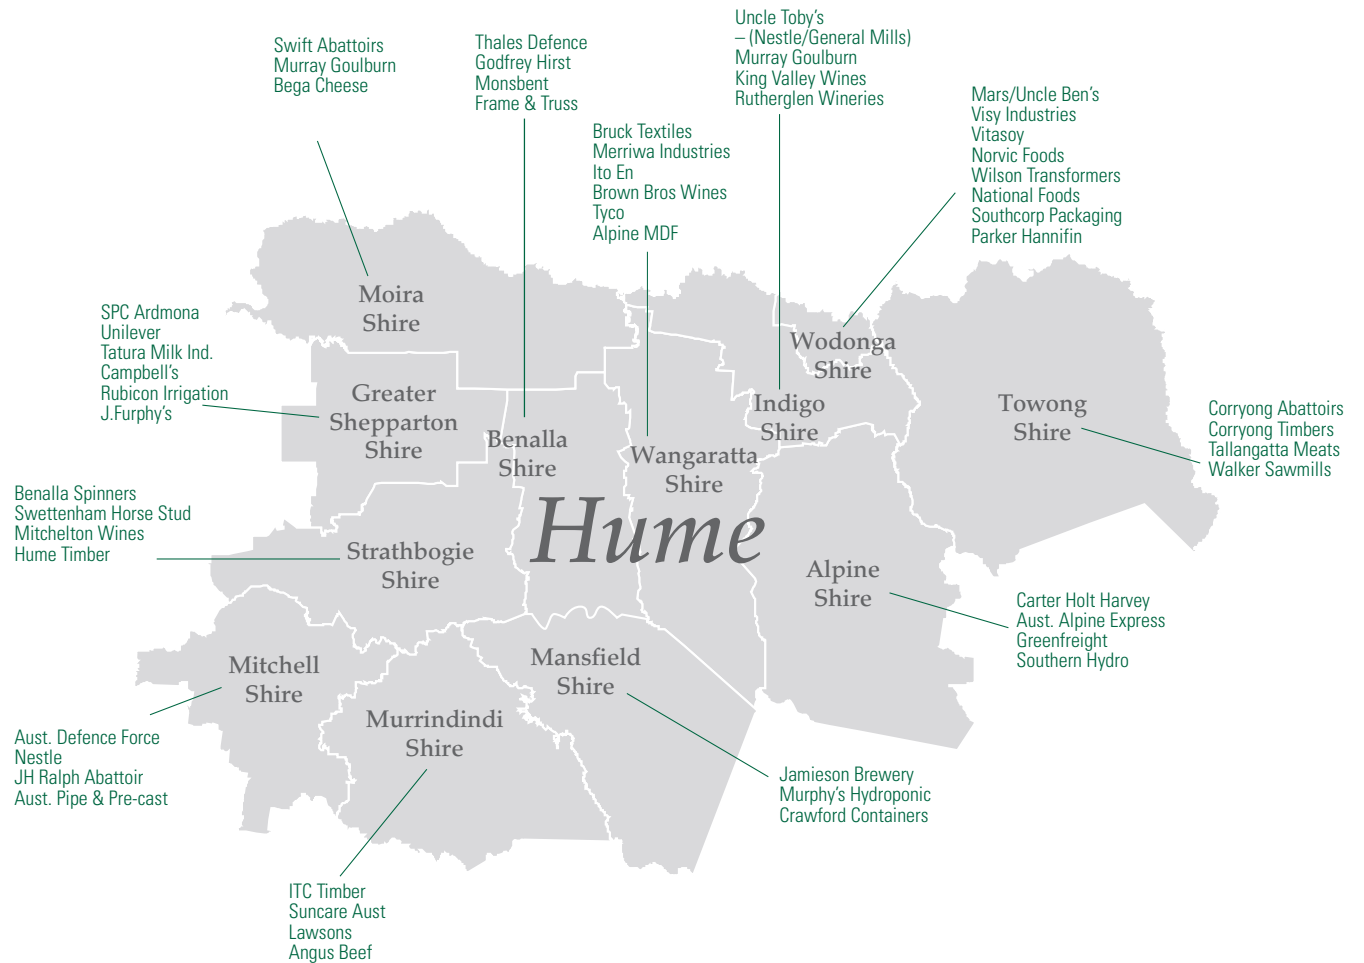 Uncle Toby's
– (Nestle/General Mills)
Murray Goulburn
King Valley Wines
Rutherglen Wineries
Swift Abattoirs
Murray Goulburn
Bega Cheese
Thales Defence
Godfrey Hirst
Monsbent
Frame & Truss
Mars/Uncle Ben's
Visy Industries
Vitasoy
Norvic Foods
Wilson Transformers
National Foods
Southcorp Packaging
Parker Hannifin
Bruck Textiles
Merriwa Industries
Ito En
Brown Bros Wines
Tyco
Alpine MDF
Moira
Shire
SPC Ardmona
Unilever
Tatura Milk Ind.
Campbell's
Rubicon Irrigation
J.Furphy's
Wodonga
Shire
Greater
Shepparton
Shire
Indigo
Shire
Towong
Shire
Corryong Abattoirs
Corryong Timbers
Tallangatta Meats
Walker Sawmills
Benalla
Shire
Wangaratta
Shire
Benalla Spinners
Swettenham Horse Stud
Mitchelton Wines
Hume Timber
Hume
Strathbogie
Shire
Alpine
Shire
Carter Holt Harvey
Aust. Alpine Express
Greenfreight
Southern Hydro
Mitchell
Shire
Mansfield
Shire
Murrindindi
Shire
Aust. Defence Force
Nestle
JH Ralph Abattoir
Aust. Pipe & Pre-cast
Jamieson Brewery
Murphy's Hydroponic
Crawford Containers
ITC Timber
Suncare Aust
Lawsons
Angus Beef